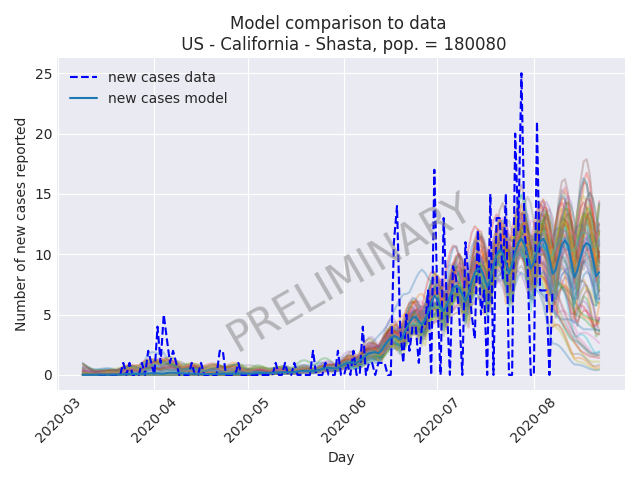 Model comparison to data
US - California - Shasta, pop. = 180080
new cases data
new cases model
PRELIMINARY
Number of new cases reported
25
20
15
10
5
0
2020-03
2020-04
2020-05
2020-06
2020-07
2020-08
Day